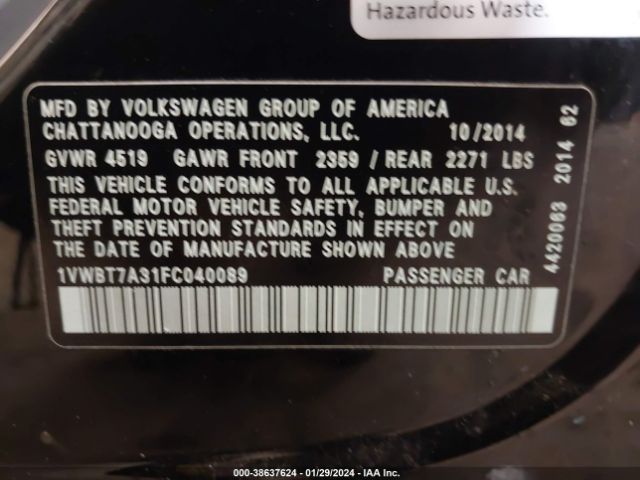 Hazardous Waste.
MFD BY VOLKSWAGEN GROUP OF AMERICA
CHATTANOOGA OPERATIONS, LLC. 10/2014
GVWR 4519 GAWR FRONT 2359 / REAR 2271 LBS
THIS VEHICLE CONFORMS TO ALL APPLICABLE U.S.
FEDERAL MOTOR VEHICLE SAFETY, BUMPER AND
THEFT PREVENTION STANDARDS IN EFFECT ON
THE DATE OF MANUFACTURE SHOWN ABOVE
1VWBT7A31FC040089 PASSENGER CAR
4420063 2014 62
000-38637624 | 01/29/2024 | IAA Inc.